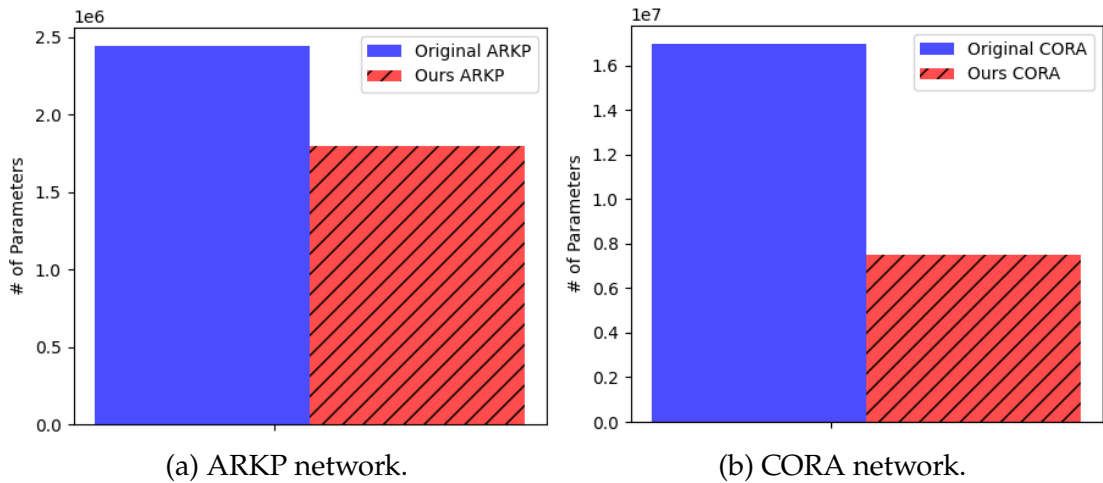 1e6
2.5
2.0
1.5
1.0
0.5
0.0
# of Parameters
Original ARKP
Ours ARKP
(a) ARKP network.
1e7
1.6
1.4
1.2
1.0
0.8
0.6
0.4
0.2
0.0
# of Parameters
Original CORA
Ours CORA
(b) CORA network.